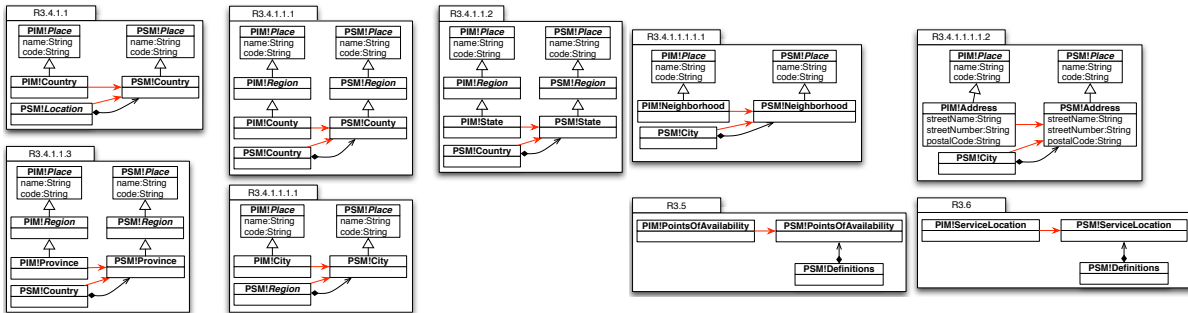 R3.4.1.1
PIM!Place
name:String
code:String
PSM!Place
name:String
code:String
PIM!Country
PSM!Country
PSM!Location
R3.4.1.1.1
PIM!Place
name:String
code:String
PSM!Place
name:String
code:String
PIM!Region
PSM!Region
PIM!County
PSM!County
PSM!Country
R3.4.1.1.2
PIM!Place
name:String
code:String
PSM!Place
name:String
code:String
PIM!Region
PSM!Region
PIM!State
PSM!State
PSM!Country
R3.4.1.1.1.1.1
PIM!Place
name:String
code:String
PSM!Place
name:String
code:String
PIM!Neighborhood
PSM!Neighborhood
PSM!City
R3.4.1.1.1.1.2
PIM!Place
name:String
code:String
PSM!Place
name:String
code:String
PIM!Address
streetName:String
streetNumber:String
postalCode:String
PSM!Address
streetName:String
streetNumber:String
postalCode:String
PSM!City
R3.4.1.1.3
PIM!Place
name:String
code:String
PSM!Place
name:String
code:String
PIM!Region
PSM!Region
PIM!Province
PSM!Province
PSM!Country
R3.4.1.1.1.1
PIM!Place
name:String
code:String
PSM!Place
name:String
code:String
PIM!City
PSM!City
PSM!Region
R3.5
PIM!PointsOfAvailability
PSM!PointsOfAvailability
PSM!Definitions
R3.6
PIM!ServiceLocation
PSM!ServiceLocation
PSM!Definitions